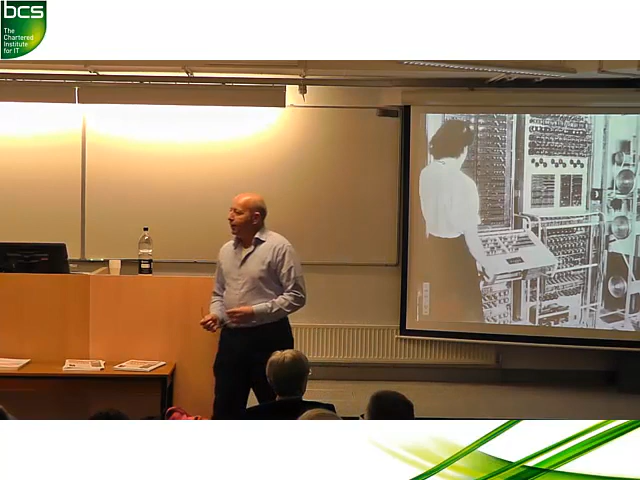 bcs
The
Chartered
Institute
for IT